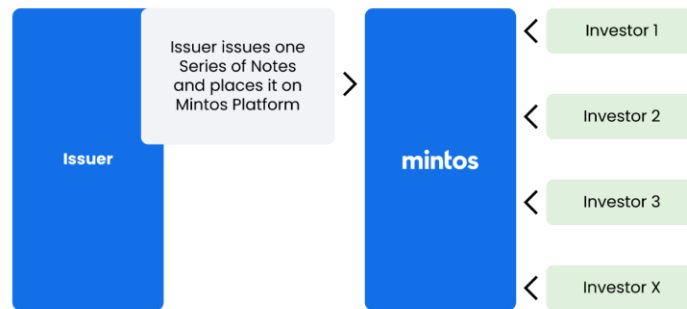 Issuer issues one
Series of Notes
and places it on
Mintos Platform
Issuer
mintos
Investor 1
Investor 2
Investor 3
Investor X